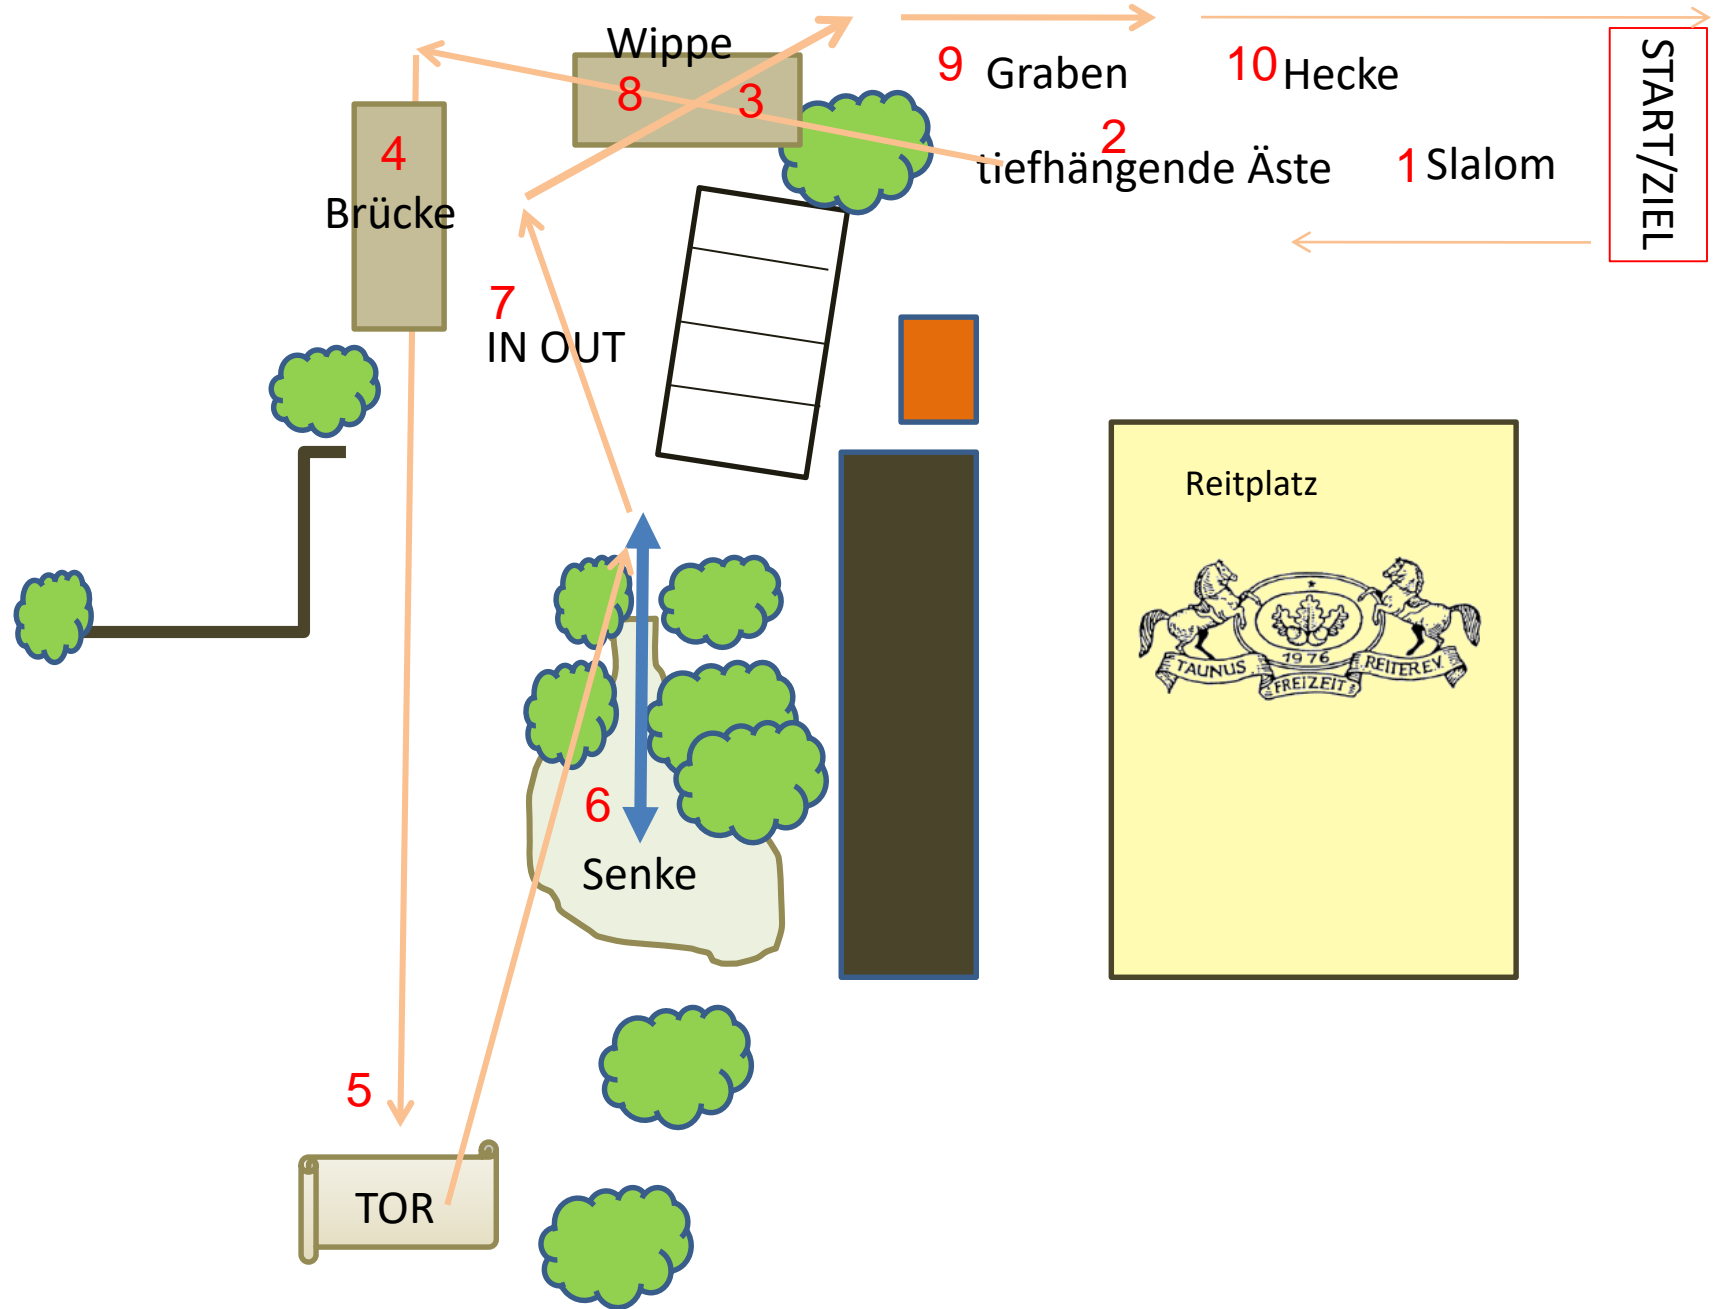 Wippe
8
3
9 Graben
10 Hecke
START/ZIEL
2
tiefhängende Äste
1 Slalom
4
Brücke
7
IN OUT
Reitplatz
1976
TAUNUS
REITER E.V.
FREIZEIT
6
Senke
5
TOR